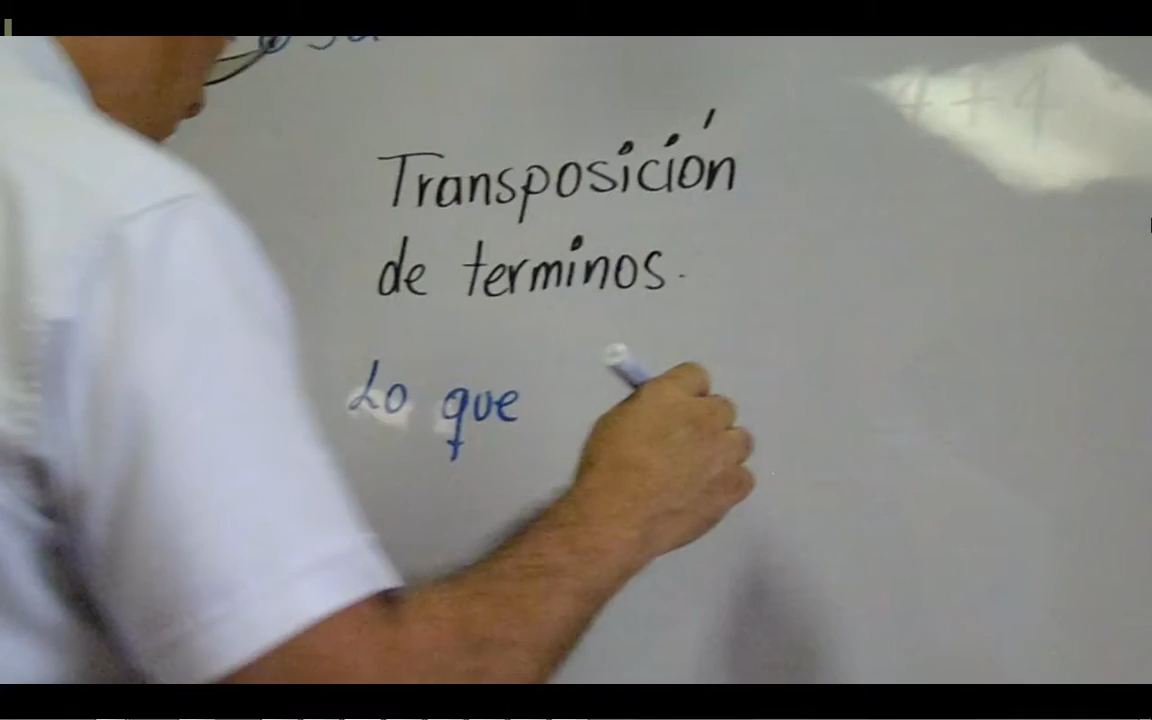 Transposición
de terminos.
Lo que